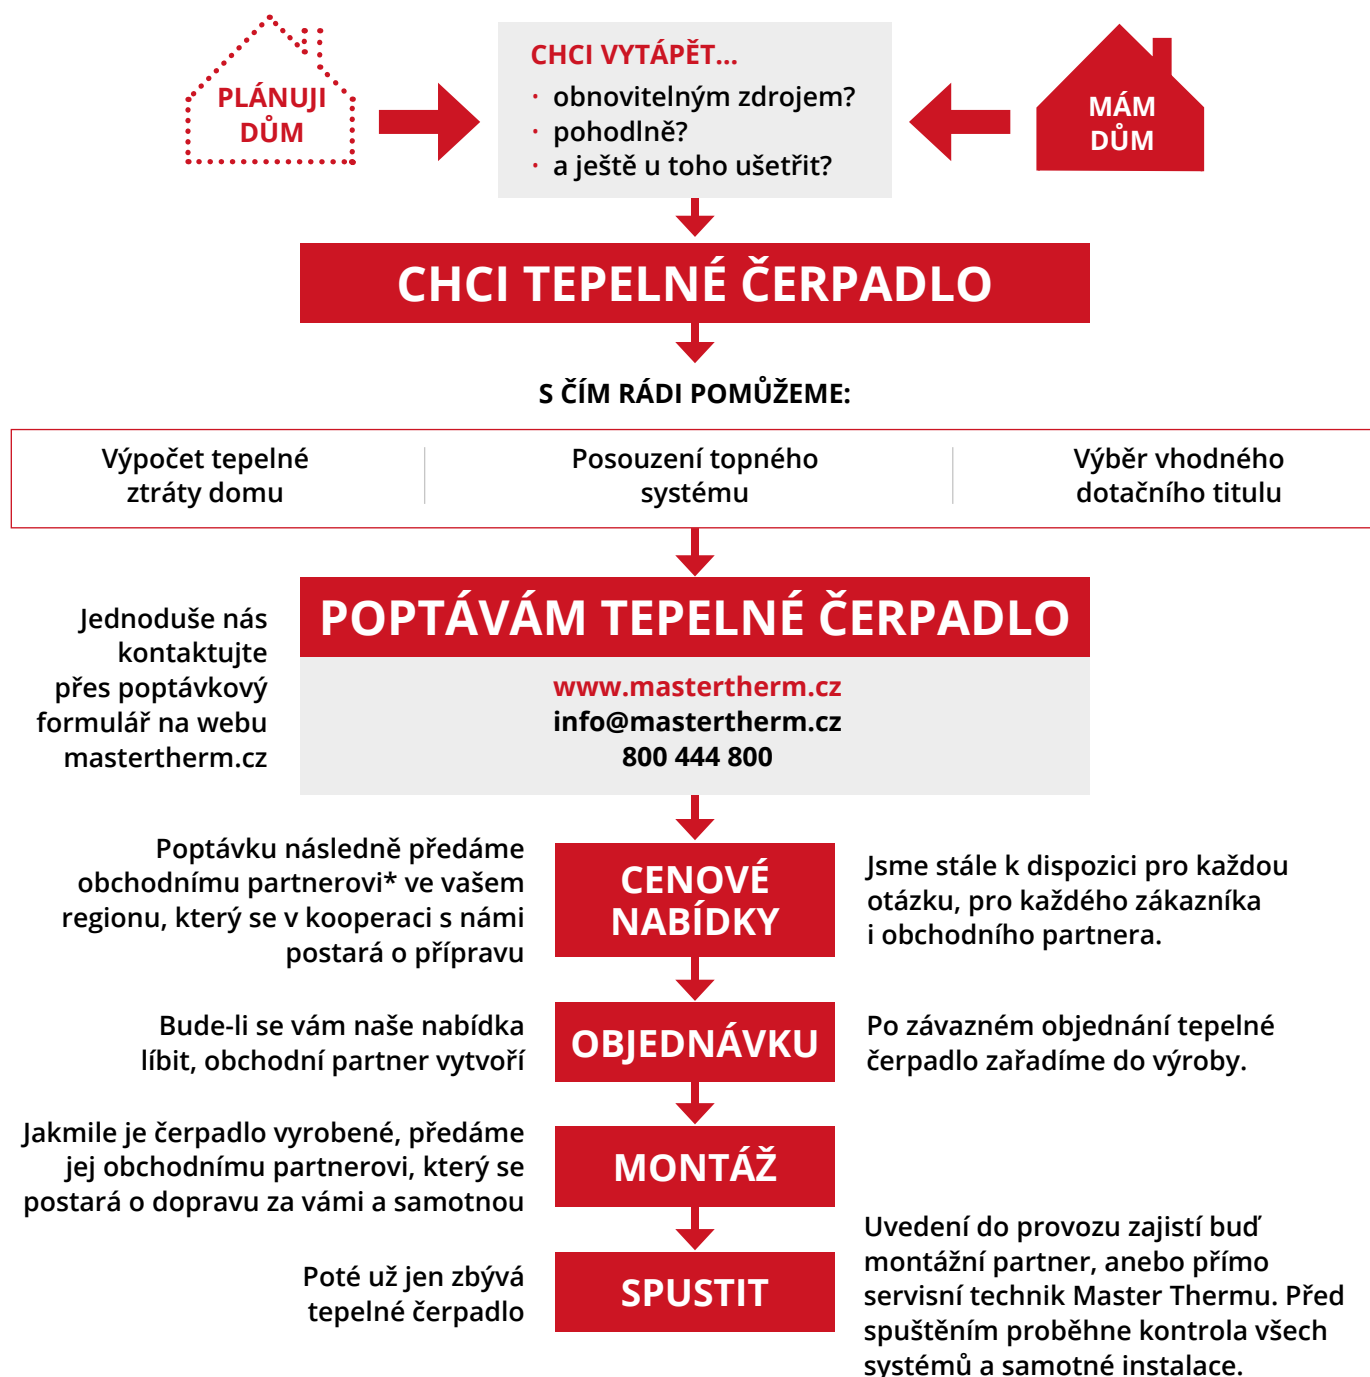 PLÁNUJI
DŮM
CHCI VYTÁPĚT...
· obnovitelným zdrojem?
· pohodlně?
· a ještě u toho ušetřit?
MÁM
DŮM
CHCI TEPELNÉ ČERPADLO
S ČÍM RÁDI POMŮŽEME:
Výpočet tepelné
ztráty domu
Posouzení topného
systému
Výběr vhodného
dotačního titulu
Jednoduše nás
kontaktujte
přes poptávkový
formulář na webu
mastertherm.cz
POPTÁVÁM TEPELNÉ ČERPADLO
www.mastertherm.cz
info@mastertherm.cz
800 444 800
Poptávku následně předáme
obchodnímu partnerovi* ve vašem
regionu, který se v kooperaci s námi
postará o přípravu
CENOVÉ
NABÍDKY
Jsme stále k dispozici pro každou
otázku, pro každého zákazníka
i obchodního partnera.
Bude-li se vám naše nabídka
líbit, obchodní partner vytvoří
OBJEDNÁVKU
Po závazném objednání tepelné
čerpadlo zařadíme do výroby.
Jakmile je čerpadlo vyrobené, předáme
jej obchodnímu partnerovi, který se
postará o dopravu za vámi a samotnou
MONTÁŽ
Poté už jen zbývá
tepelné čerpadlo
SPUSTIT
Uvedení do provozu zajistí buď
montážní partner, anebo přímo
servisní technik Master Thermu. Před
spuštěním proběhne kontrola všech
systémů a samotné instalace.